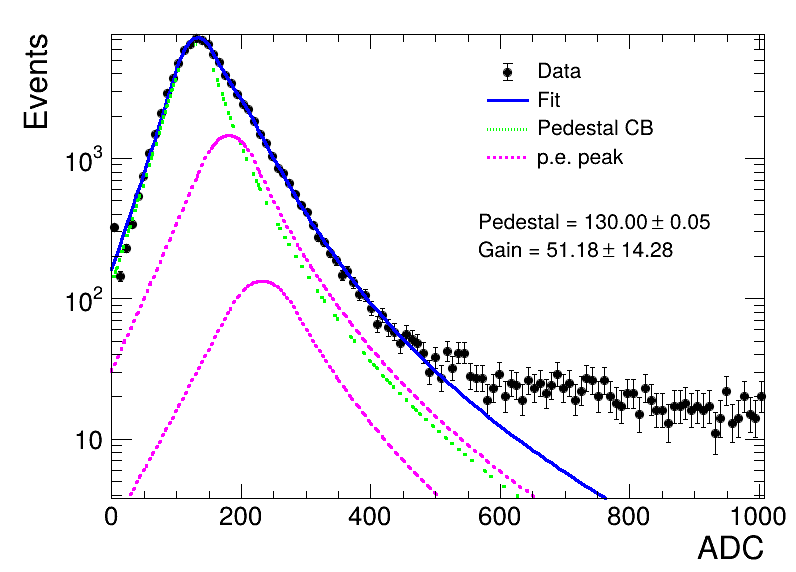 Events
Data
Fit
Pedestal CB
p.e. peak
Pedestal = 130.00 ± 0.05
Gain = 51.18 ± 14.28
10³
10²
10
0 200 400 600 800 1000
ADC